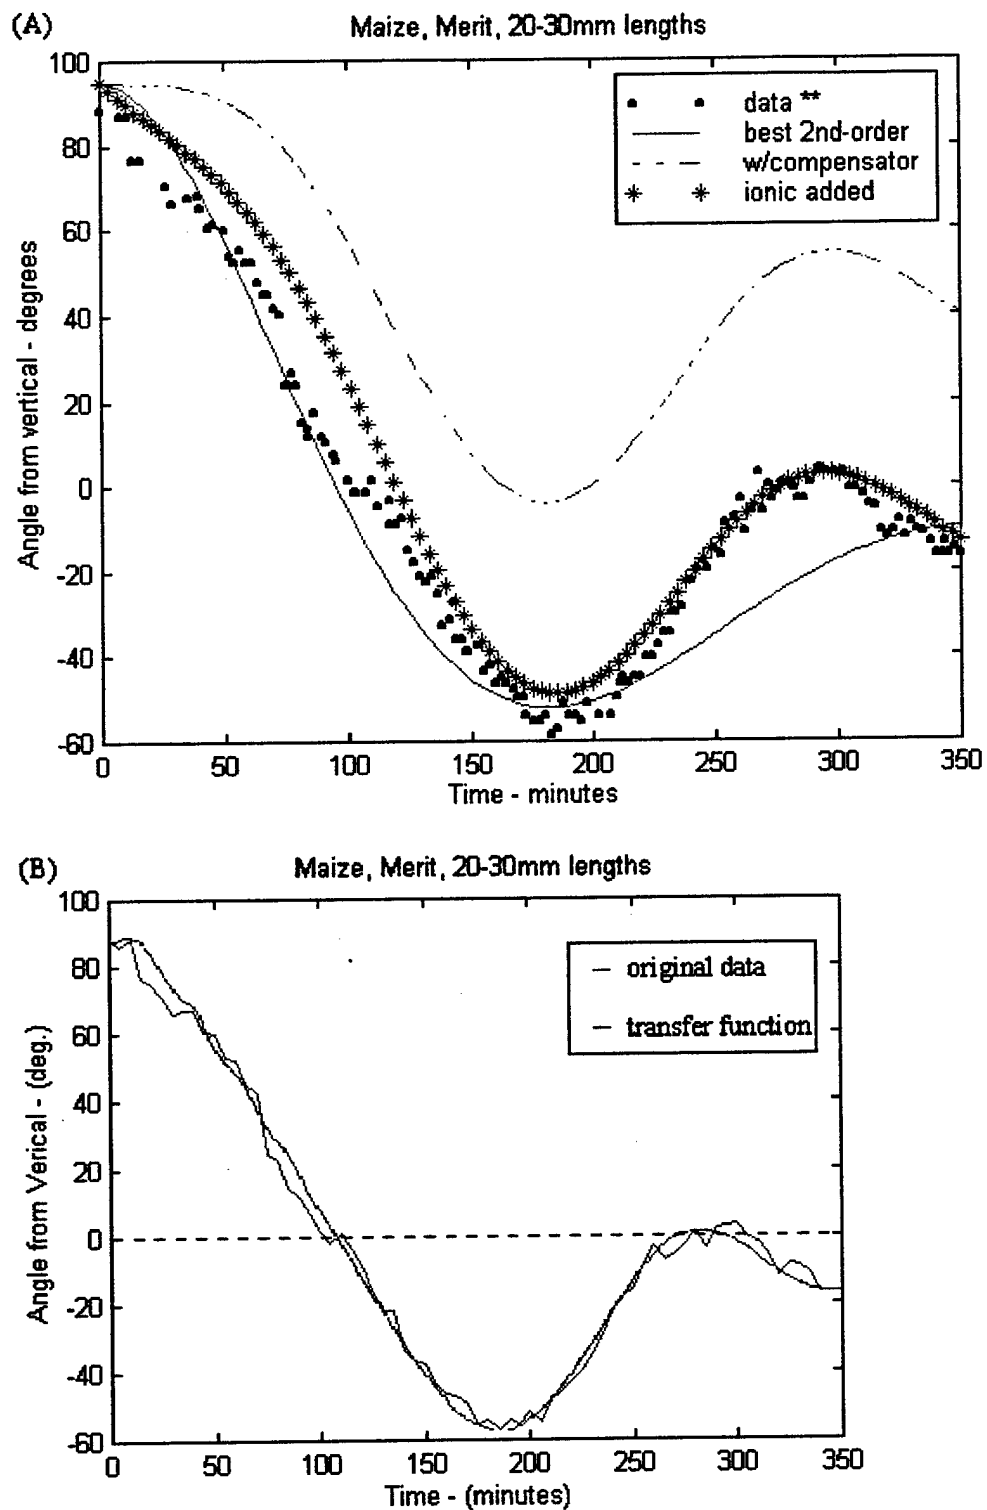 (A)
Maize, Merit, 20-30mm lengths
100
80
60
40
20
0
-20
-40
-60
Angle from vertical - degrees
data **
best 2nd-order
w/compensator
ionic added
0 50 100 150 200 250 300 350
Time - minutes
(B)
Maize, Merit, 20-30mm lengths
100
80
60
40
20
0
-20
-40
-60
Angle from Verical - (deg.)
original data
transfer function
0 50 100 150 200 250 300 350
Time - (minutes)